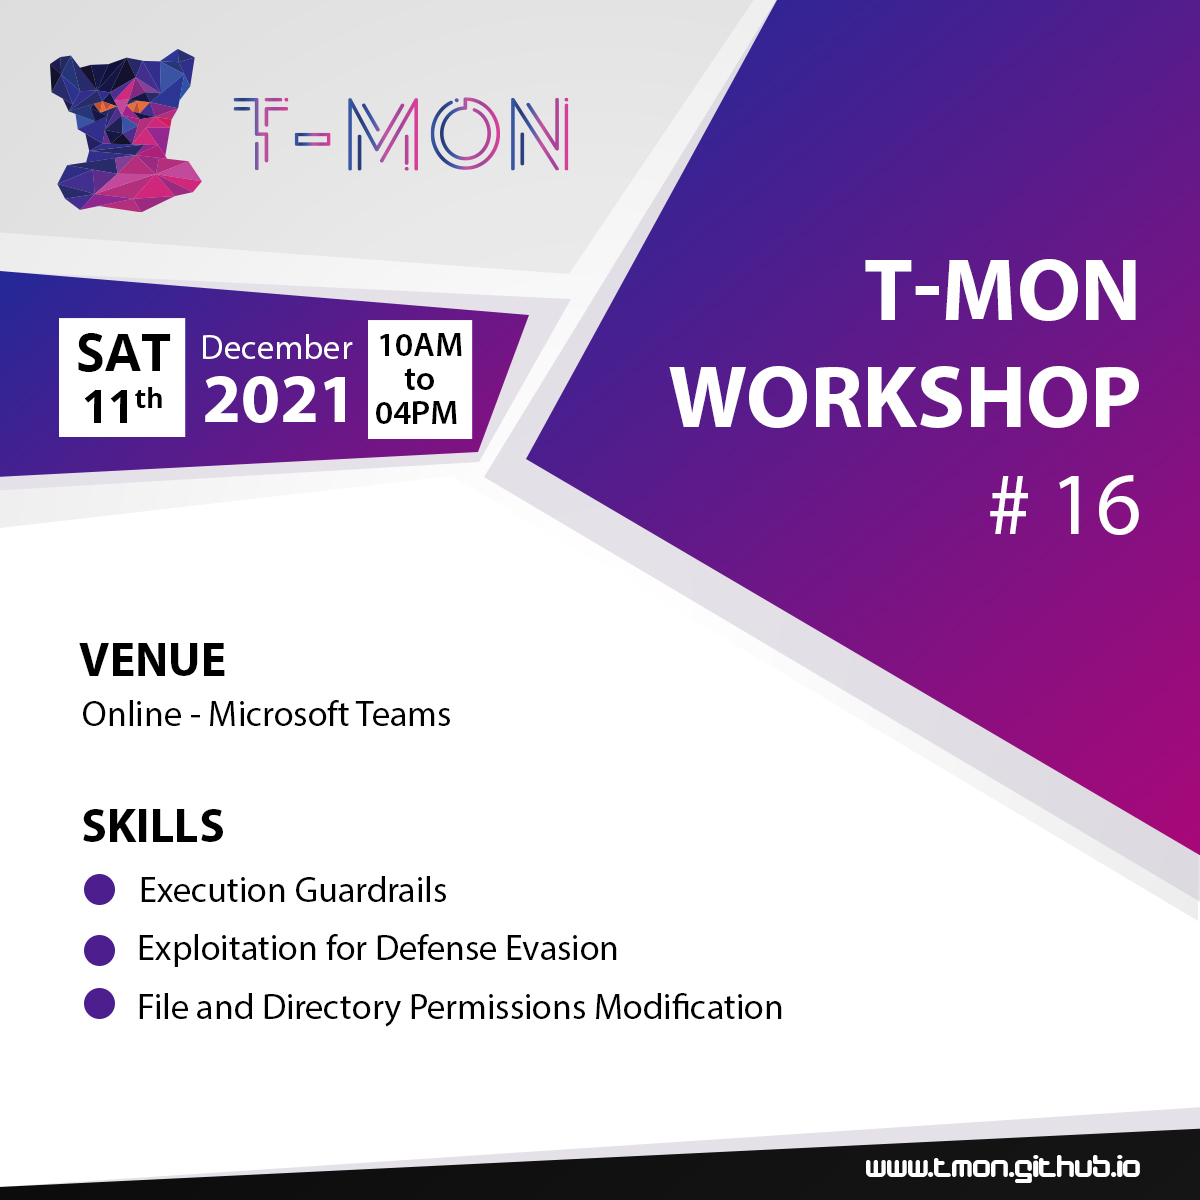 T-MON
SAT
11th
December
2021
10AM
to
04PM
T-MON
WORKSHOP
# 16
VENUE
Online - Microsoft Teams
SKILLS
Execution Guardrails
Exploitation for Defense Evasion
File and Directory Permissions Modification
www.t.mon.github.io